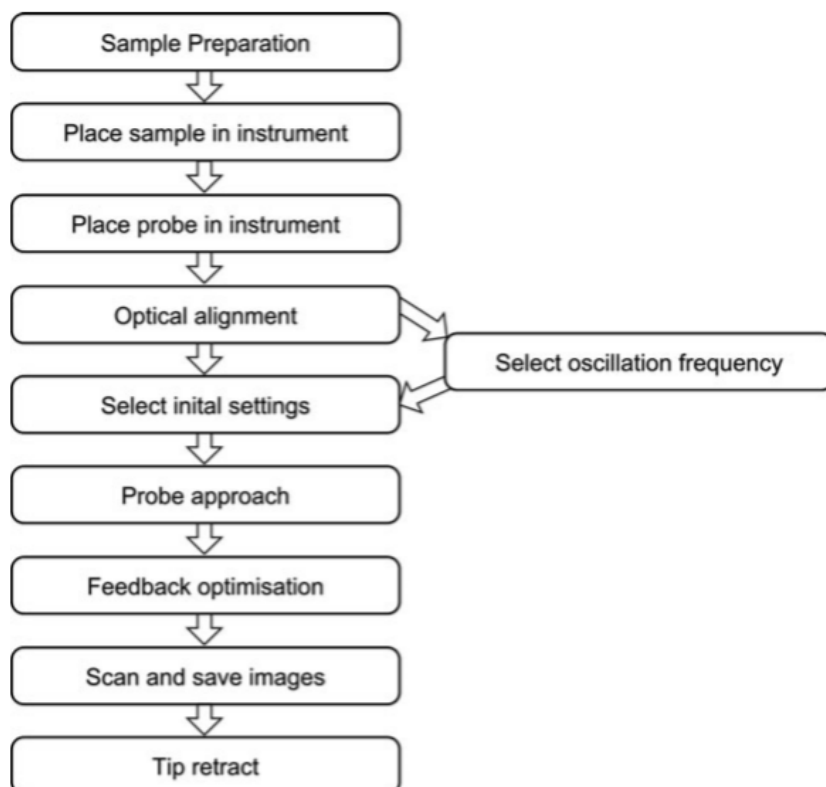 Sample Preparation
Place sample in instrument
Place probe in instrument
Optical alignment
Select oscillation frequency
Select inital settings
Probe approach
Feedback optimisation
Scan and save images
Tip retract